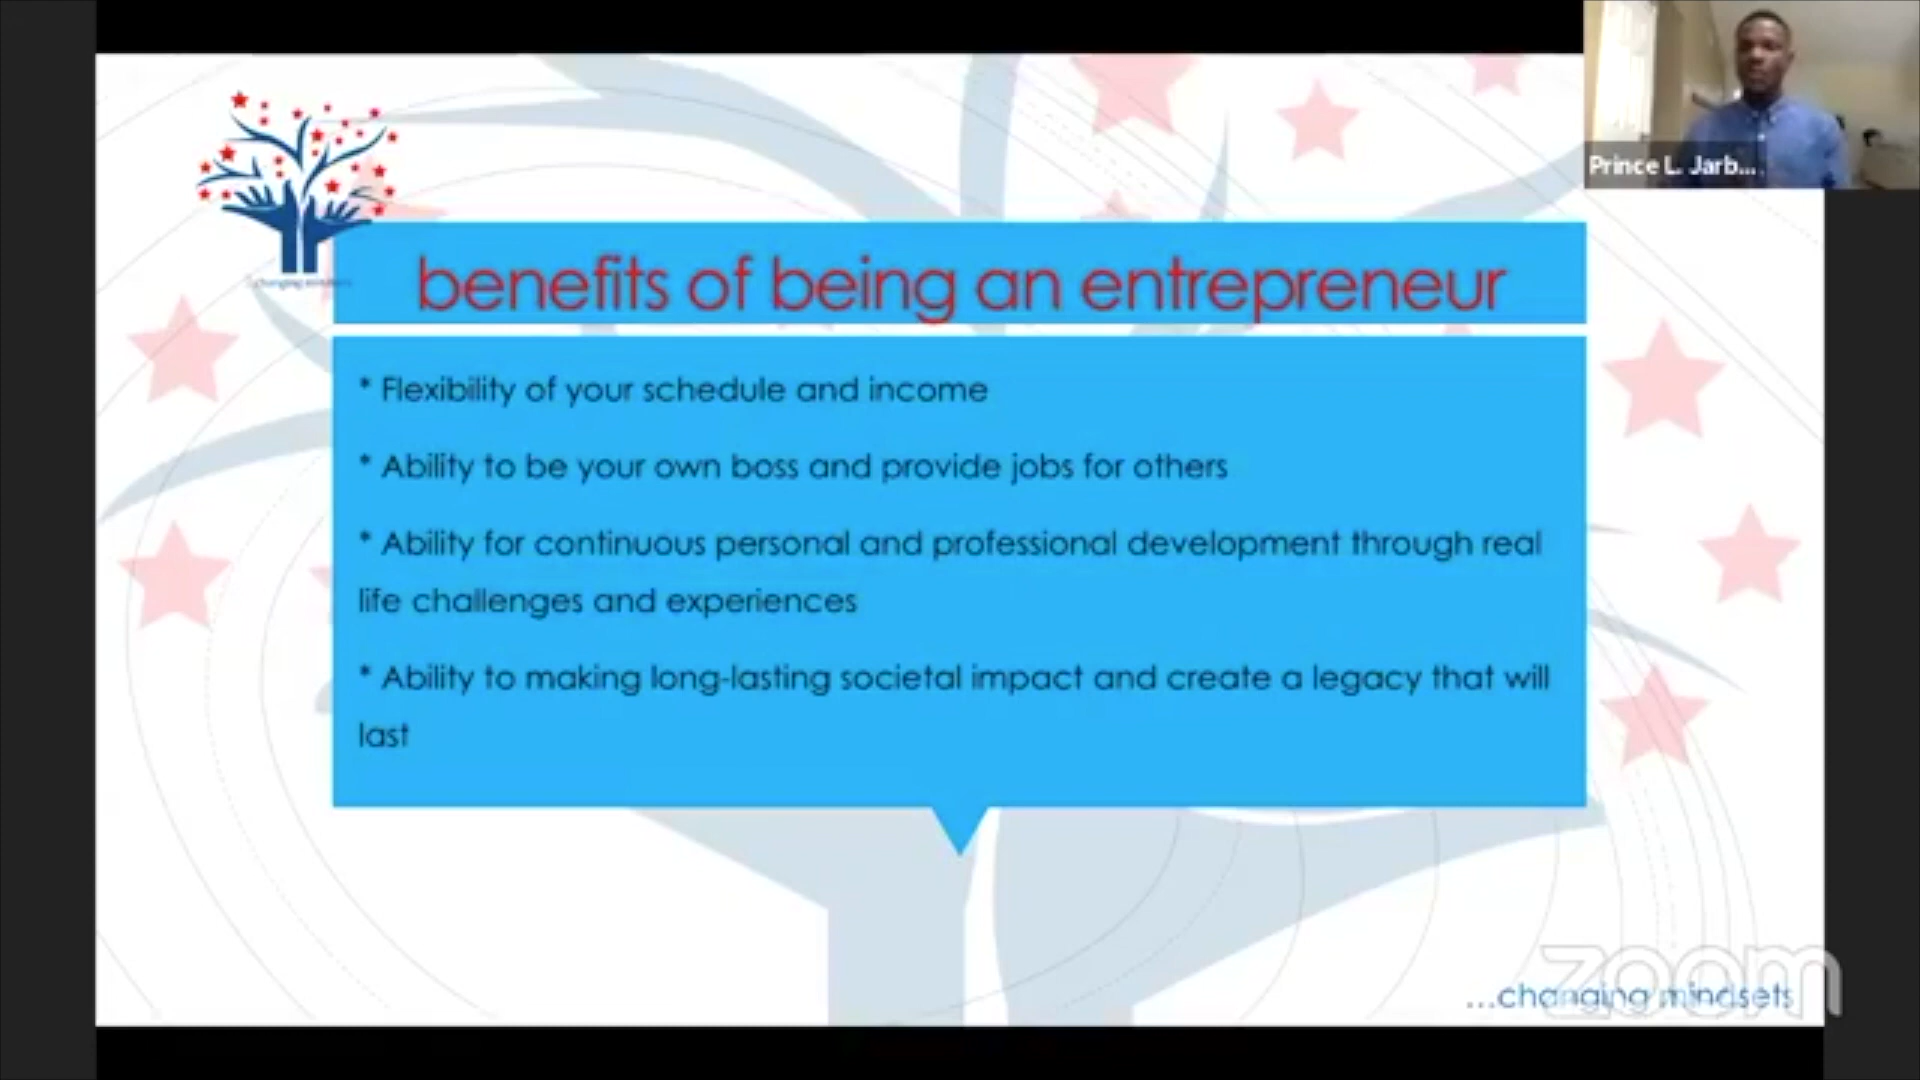 Prince L. Jarb...
benefits of being an entrepreneur
* Flexibility of your schedule and income
* Ability to be your own boss and provide jobs for others
* Ability for continuous personal and professional development through real
life challenges and experiences
* Ability to making long-lasting societal impact and create a legacy that will
last
zoom
...changing mindsets